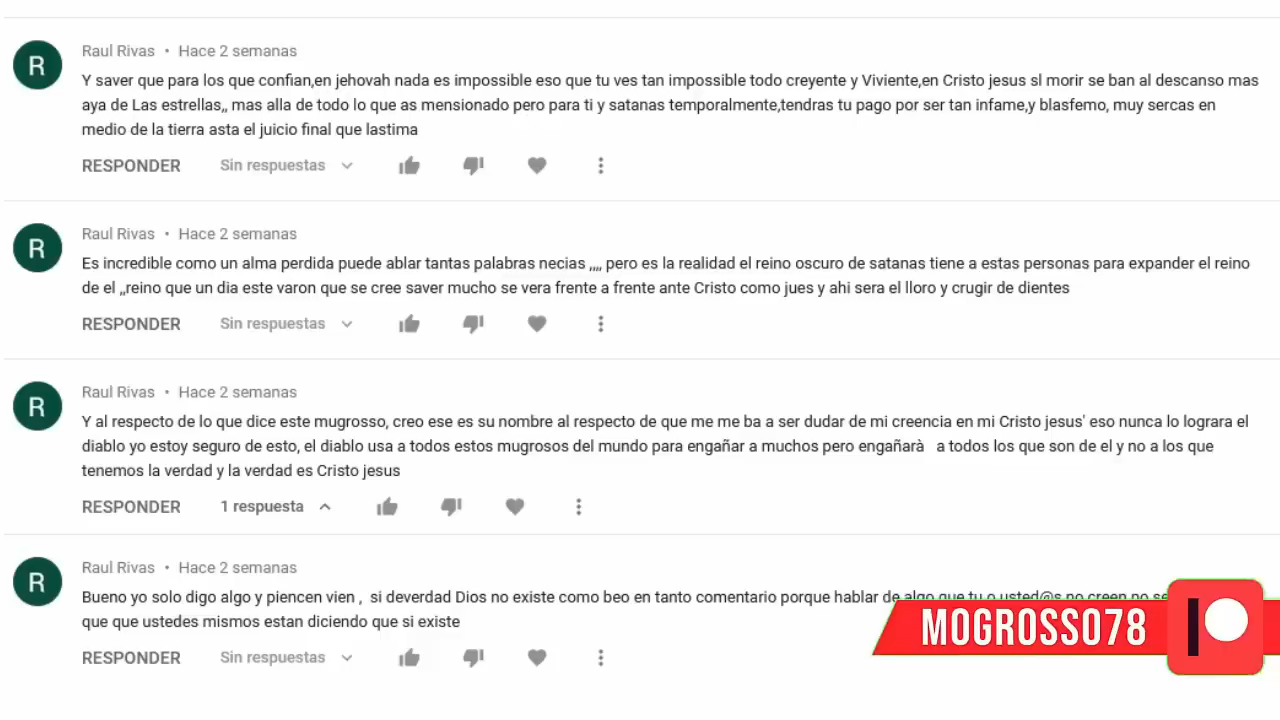 Raul Rivas • Hace 2 semanas
Y saver que para los que confian,en jehovah nada es impossible eso que tu ves tan impossible todo creyente y Viviente,en Cristo jesus sl morir se ban al descanso mas
aya de Las estrellas,, mas alla de todo lo que as mensionado pero para ti y satanas temporalmente,tendras tu pago por ser tan infame,y blasfemo, muy sercas en
medio de la tierra asta el juicio final que lastima
RESPONDER Sin respuestas
R
Raul Rivas • Hace 2 semanas
Es incredible como un alma perdida puede ablar tantas palabras necias ,,,, pero es la realidad el reino oscuro de satanas tiene a estas personas para expander el reino
de el ,,reino que un dia este varon que se cree saver mucho se vera frente a frente ante Cristo como jues y ahi sera el lloro y crugir de dientes
RESPONDER Sin respuestas
R
Raul Rivas • Hace 2 semanas
Y al respecto de lo que dice este mugrosso, creo ese es su nombre al respecto de que me me ba a ser dudar de mi creencia en mi Cristo jesus' eso nunca lo lograra el
diablo yo estoy seguro de esto, el diablo usa a todos estos mugrosos del mundo para engañar a muchos pero engañarà a todos los que son de el y no a los que
tenemos la verdad y la verdad es Cristo jesus
RESPONDER 1 respuesta
R
Raul Rivas • Hace 2 semanas
Bueno yo solo digo algo y piencen vien , si deverdad Dios no existe como beo en tanto comentario porque hablar de algo que tu o usted@s no creen no se
que que ustedes mismos estan diciendo que si existe
RESPONDER Sin respuestas
R
MOGROSSO78